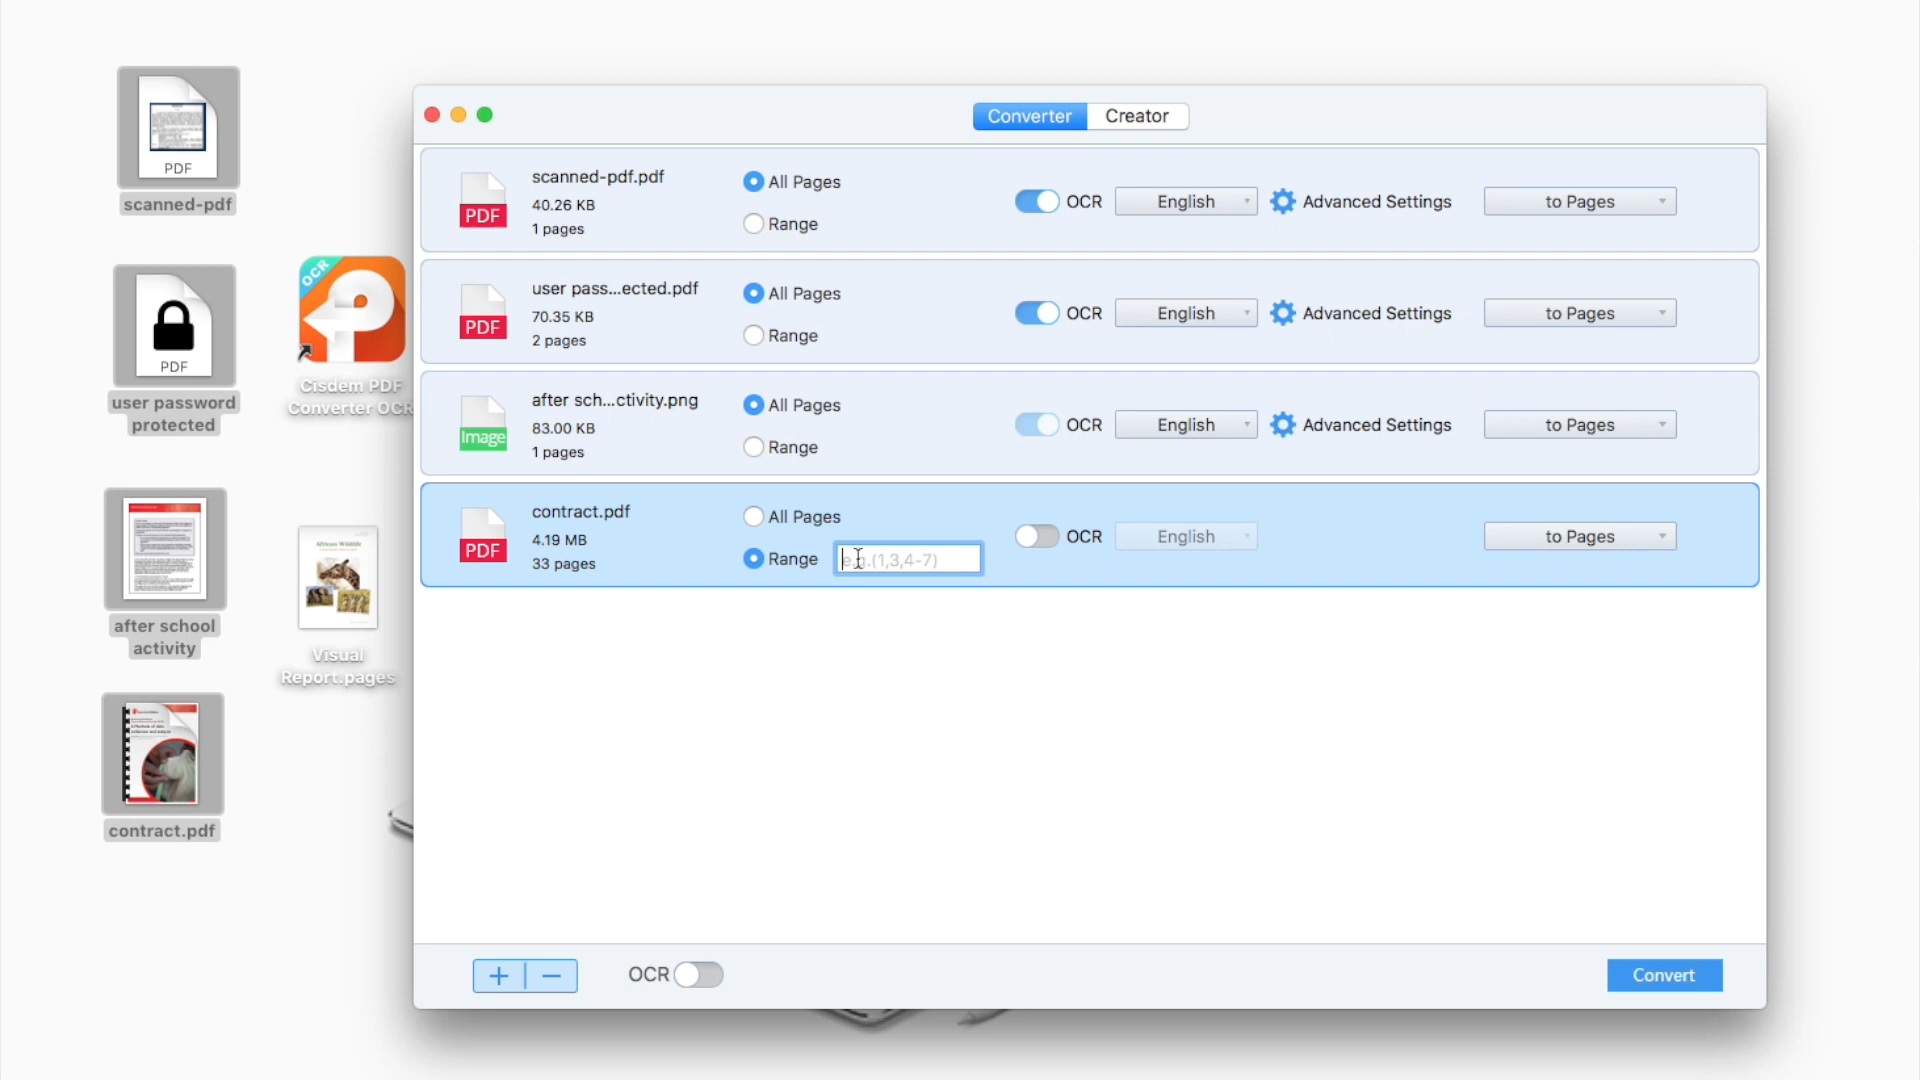 Converter
Creator
scanned-pdf.pdf
40.26 KB
1 pages
PDF
All Pages
Range
OCR
English
Advanced Settings
to Pages
user pass...ected.pdf
70.35 KB
2 pages
PDF
All Pages
Range
OCR
English
Advanced Settings
to Pages
after sch...ctivity.png
83.00 KB
1 pages
Image
All Pages
Range
OCR
English
Advanced Settings
to Pages
contract.pdf
4.19 MB
33 pages
PDF
All Pages
Range
e.g.(1,3,4-7)
OCR
English
to Pages
+
−
OCR
Convert
PDF
scanned-pdf
PDF
user password
protected
OCR
Cisdem PDF
Converter OCR
after school
activity
African Wildlife
Visual
Report.pages
contract.pdf